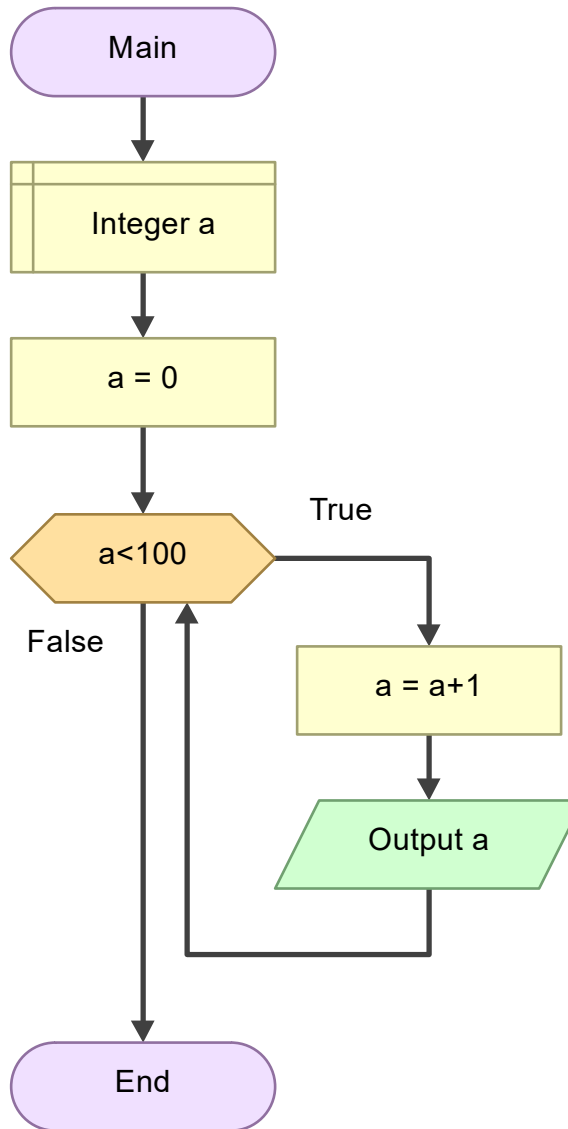 Main
Integer a
a = 0
a<100
True
False
a = a+1
Output a
End